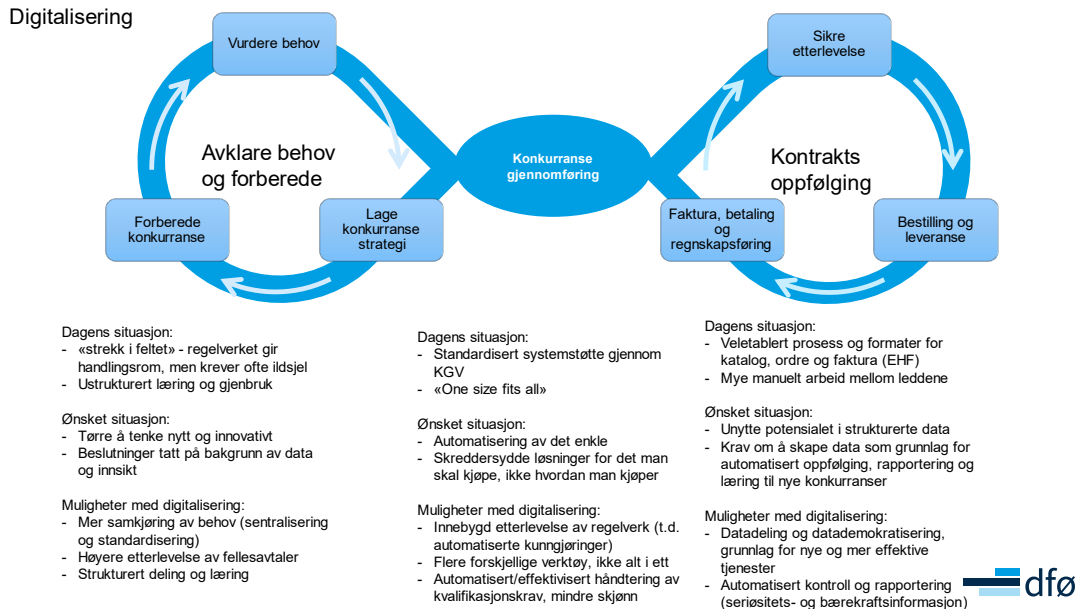 Digitalisering
Vurdere behov
Avklare behov
og forberede
Forberede
konkurranse
Lage
konkurranse
strategi
Konkurranse
gjennomføring
Sikre
etterlevelse
Kontrakts
oppfølging
Faktura, betaling
og
regnskapsføring
Bestilling og
leveranse
Dagens situasjon:
- «strekk i feltet» - regelverket gir
handlingsrom, men krever ofte ildsjel
- Ustrukturert læring og gjenbruk
Ønsket situasjon:
- Tørre å tenke nytt og innovativt
- Beslutninger tatt på bakgrunn av data
og innsikt
Muligheter med digitalisering:
- Mer samkjøring av behov (sentralisering
og standardisering)
- Høyere etterlevelse av fellesavtaler
- Strukturert deling og læring
Dagens situasjon:
- Standardisert systemstøtte gjennom
KGV
- «One size fits all»
Ønsket situasjon:
- Automatisering av det enkle
- Skreddersydde løsninger for det man
skal kjøpe, ikke hvordan man kjøper
Muligheter med digitalisering:
- Innebygd etterlevelse av regelverk (t.d.
automatiserte kunngjøringer)
- Flere forskjellige verktøy, ikke alt i ett
- Automatisert/effektivisert håndtering av
kvalifikasjonskrav, mindre skjønn
Dagens situasjon:
- Veletablert prosess og formater for
katalog, ordre og faktura (EHF)
- Mye manuelt arbeid mellom leddene
Ønsket situasjon:
- Unytte potensialet i strukturerte data
- Krav om å skape data som grunnlag for
automatisert oppfølging, rapportering og
læring til nye konkurranser
Muligheter med digitalisering:
- Datadeling og datademokratisering,
grunnlag for nye og mer effektive
tjenester
- Automatisert kontroll og rapportering
(seriøsitets- og bærekraftsinformasjon)
dfø